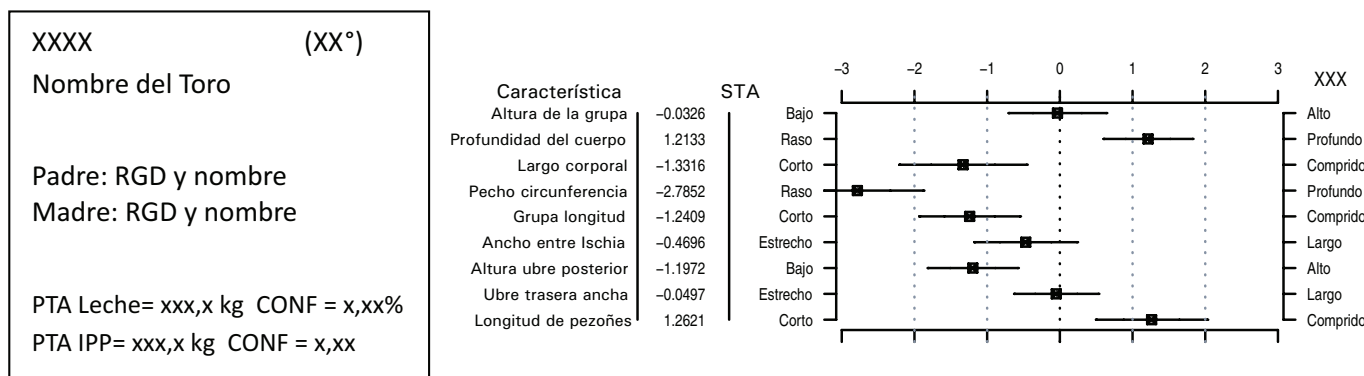 XXXX (XX°)
Nombre del Toro
Padre: RGD y nombre
Madre: RGD y nombre
PTA Leche= xxx,x kg CONF = x,xx%
PTA IPP= xxx,x kg CONF = x,xx
−3 −2 −1 0 1 2 3 XXX
Característica STA
Altura de la grupa −0.0326 Bajo Alto
Profundidad del cuerpo 1.2133 Raso Profundo
Largo corporal −1.3316 Corto Comprido
Pecho circunferencia −2.7852 Raso Profundo
Grupa longitud −1.2409 Corto Comprido
Ancho entre Ischia −0.4696 Estrecho Largo
Altura ubre posterior −1.1972 Bajo Alto
Ubre trasera ancha −0.0497 Estrecho Largo
Longitud de pezoñes 1.2621 Corto Comprido